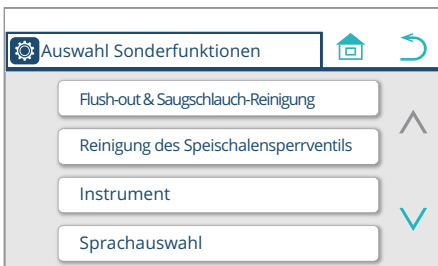 Auswahl Sonderfunktionen
Flush-out & Saugschlauch-Reinigung
Reinigung des Speischalensperrventils
Instrument
Sprachauswahl